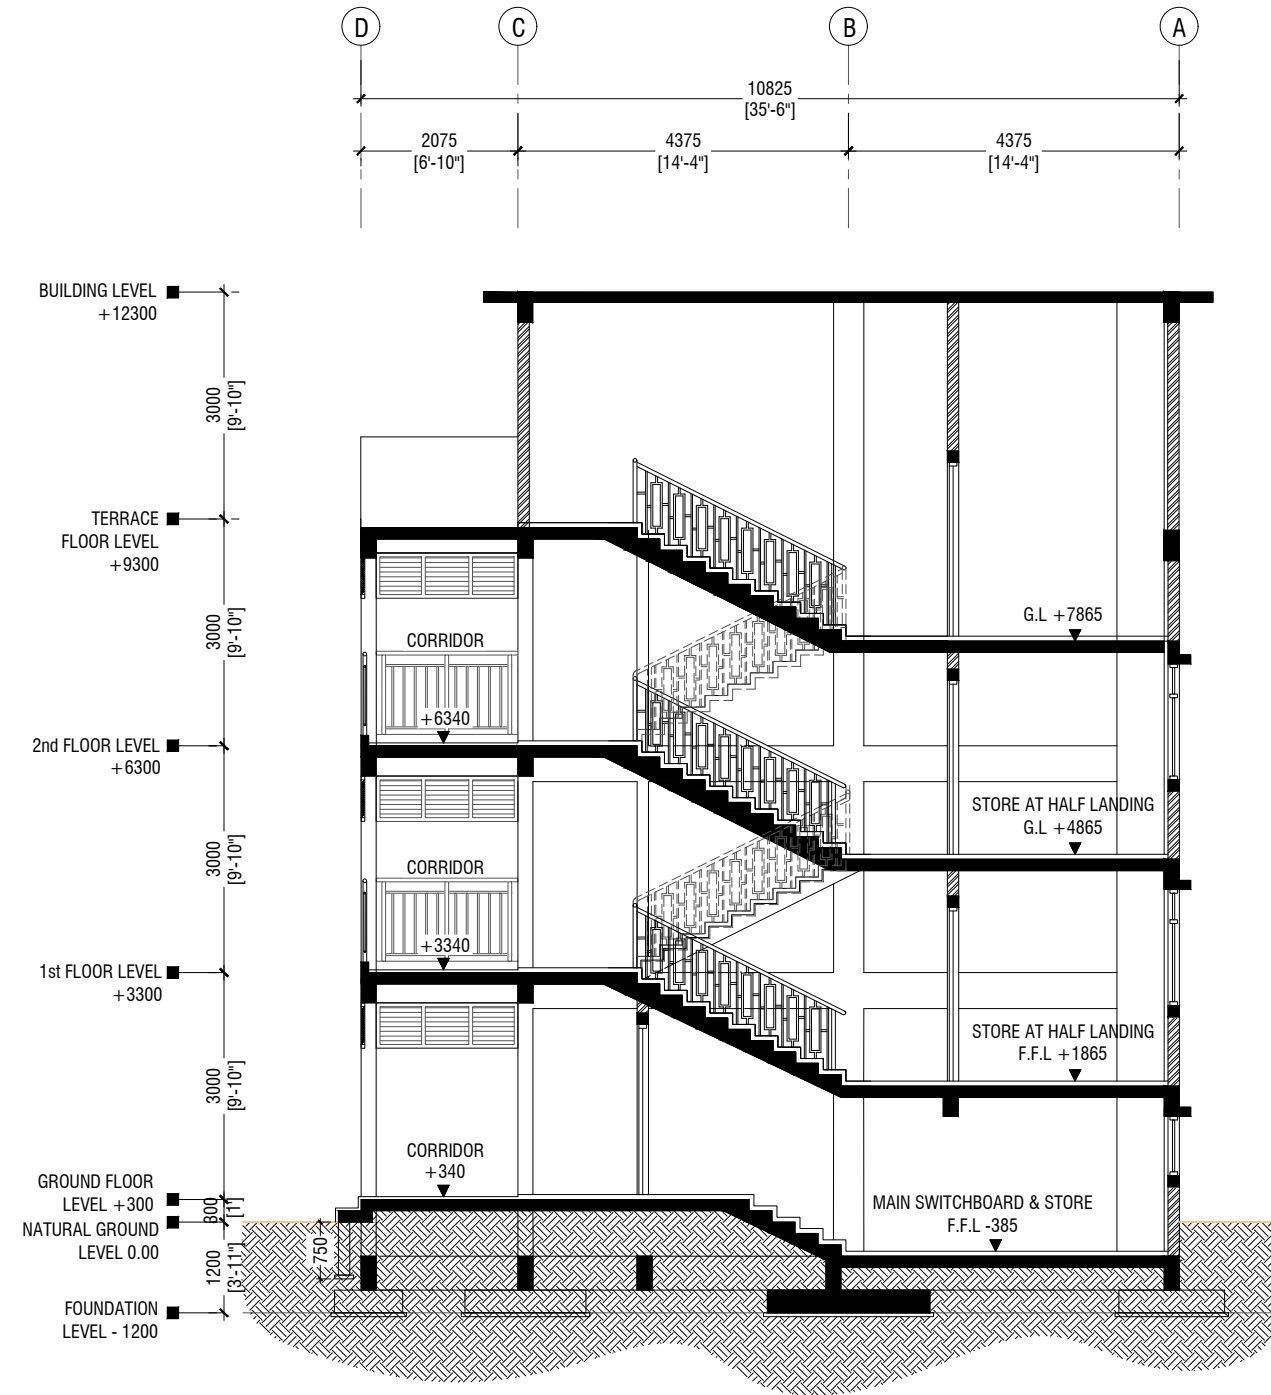 D
C
B
A
10825
[35'-6"]
2075
[6'-10"]
4375
[14'-4"]
4375
[14'-4"]
BUILDING LEVEL
+12300
3000
[9'-10"]
TERRACE
FLOOR LEVEL
+9300
G.L +7865
3000
[9'-10"]
CORRIDOR
+6340
2nd FLOOR LEVEL
+6300
STORE AT HALF LANDING
G.L +4865
3000
[9'-10"]
CORRIDOR
+3340
1st FLOOR LEVEL
+3300
STORE AT HALF LANDING
F.F.L +1865
3000
[9'-10"]
CORRIDOR
+340
GROUND FLOOR
LEVEL +300
MAIN SWITCHBOARD & STORE
F.F.L -385
300
[1']
NATURAL GROUND
LEVEL 0.00
750
1200
[3'-11"]
FOUNDATION
LEVEL - 1200